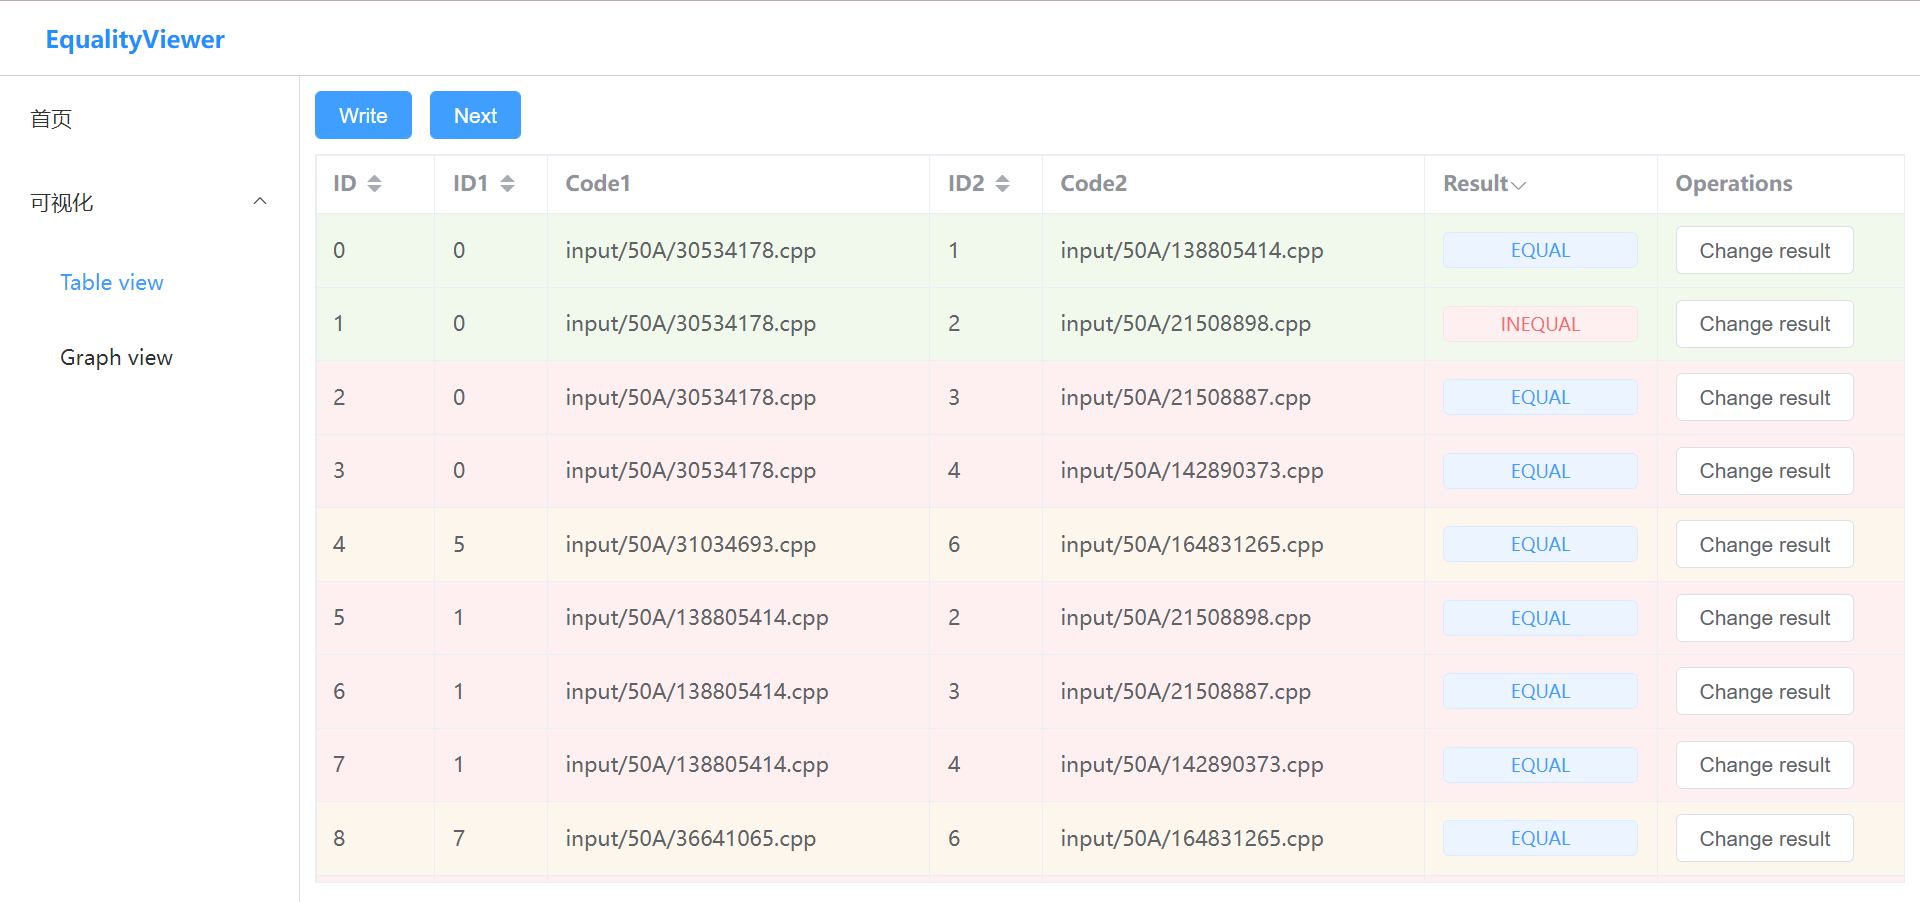 EqualityViewer
首页
可视化
Table view
Graph view
Write Next
ID ID1 Code1 ID2 Code2 Result Operations
0 0 input/50A/30534178.cpp 1 input/50A/138805414.cpp EQUAL Change result
1 0 input/50A/30534178.cpp 2 input/50A/21508898.cpp INEQUAL Change result
2 0 input/50A/30534178.cpp 3 input/50A/21508887.cpp EQUAL Change result
3 0 input/50A/30534178.cpp 4 input/50A/142890373.cpp EQUAL Change result
4 5 input/50A/31034693.cpp 6 input/50A/164831265.cpp EQUAL Change result
5 1 input/50A/138805414.cpp 2 input/50A/21508898.cpp EQUAL Change result
6 1 input/50A/138805414.cpp 3 input/50A/21508887.cpp EQUAL Change result
7 1 input/50A/138805414.cpp 4 input/50A/142890373.cpp EQUAL Change result
8 7 input/50A/36641065.cpp 6 input/50A/164831265.cpp EQUAL Change result